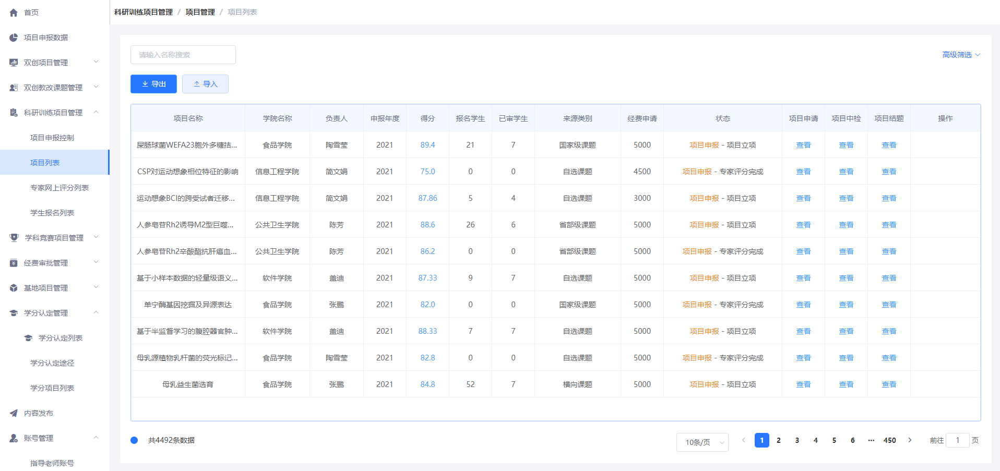 首页
项目申报数据
双创项目管理
双创教改课题管理
科研训练项目管理
项目申报控制
项目列表
专家网上评分列表
学生报名列表
学科竞赛项目管理
经费审批管理
基地项目管理
学分认定管理
学分认定列表
学分认定途径
学分项目列表
内容发布
账号管理
指导老师账号
科研训练项目管理 / 项目管理 / 项目列表
请输入名称搜索 高级筛选
导出 导入
项目名称 学院名称 负责人 申报年度 得分 报名学生 已审学生 来源类别 经费申请 状态 项目申请 项目中检 项目结题 操作
屎肠球菌WEFA23胞外多糖拮... 食品学院 陶雪莹 2021 89.4 21 7 国家级课题 5000 项目申报 - 项目立项 查看 查看 查看
CSP对运动想象相位特征的影响 信息工程学院 简文娟 2021 75.0 0 0 自选课题 4500 项目申报 - 专家评分完成 查看 查看 查看
运动想象BCI的跨受试者迁移... 信息工程学院 简文娟 2021 87.86 5 4 自选课题 3000 项目申报 - 项目立项 查看 查看 查看
人参皂苷Rh2诱导M2型巨噬... 公共卫生学院 陈芳 2021 88.6 26 6 省部级课题 5000 项目申报 - 项目立项 查看 查看 查看
人参皂苷Rh2辛酸酯抗肝癌血... 公共卫生学院 陈芳 2021 86.2 0 0 省部级课题 5000 项目申报 - 专家评分完成 查看 查看 查看
基于小样本数据的轻量级语义... 软件学院 盖迪 2021 87.33 9 7 自选课题 5000 项目申报 - 项目立项 查看 查看 查看
单宁酶基因挖掘及异源表达 食品学院 张鹏 2021 82.0 0 0 国家级课题 5000 项目申报 - 专家评分完成 查看 查看 查看
基于半监督学习的腹腔器官肿... 软件学院 盖迪 2021 88.33 7 7 自选课题 5000 项目申报 - 项目立项 查看 查看 查看
母乳源植物乳杆菌的荧光标记... 食品学院 陶雪莹 2021 82.8 0 0 自选课题 5000 项目申报 - 专家评分完成 查看 查看 查看
母乳益生菌选育 食品学院 张鹏 2021 84.8 52 7 横向课题 5000 项目申报 - 项目立项 查看 查看 查看
共4492条数据 10条/页 1 2 3 4 5 6 ... 450 前往 1 页